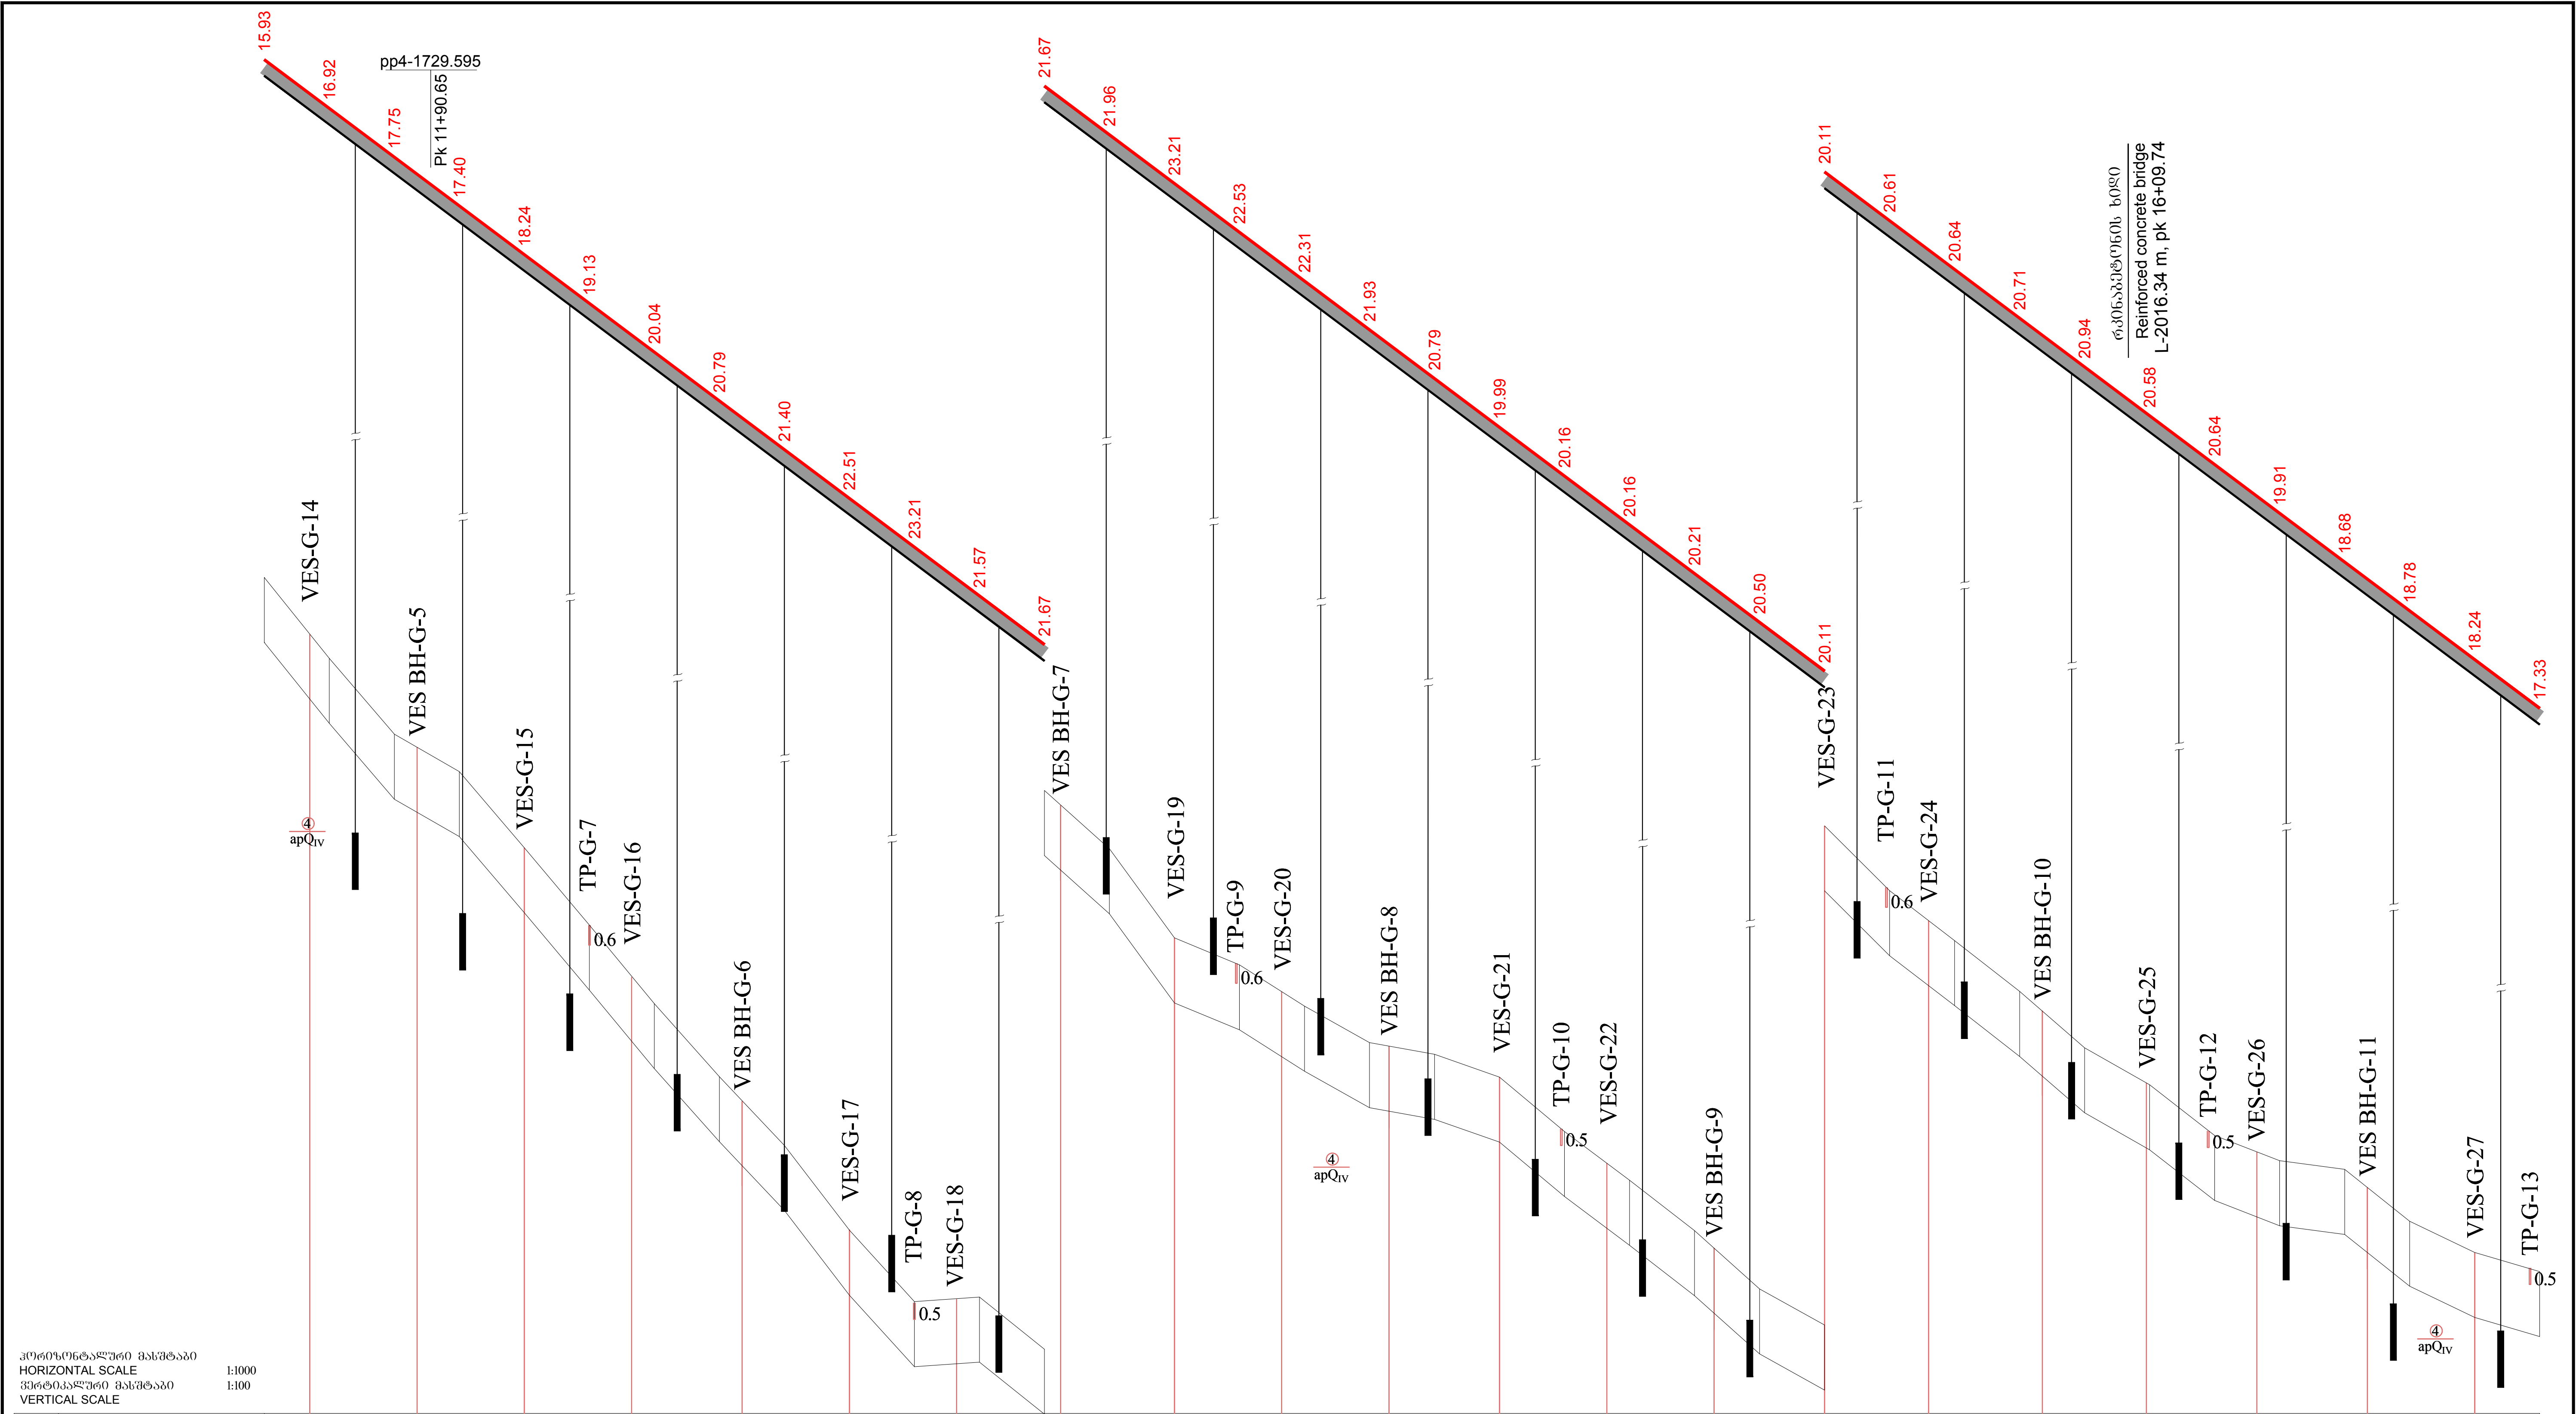 15.93
16.92
17.75
pp4-1729.595
Pk 11+90.65
17.40
18.24
19.13
20.04
20.79
21.40
22.51
23.21
21.57
21.67
21.67
21.96
23.21
22.53
22.31
21.93
20.79
19.99
20.16
20.16
20.21
20.50
20.11
20.11
20.61
20.64
20.71
20.94
რკინაბეტონის ხიდი
Reinforced concrete bridge
L-2016.34 m, pk 16+09.74
20.58
20.64
19.91
18.68
18.78
18.24
17.33
VES-G-14
VES BH-G-5
VES-G-15
TP-G-7
0.6
VES-G-16
VES BH-G-6
VES-G-17
TP-G-8
0.5
VES-G-18
4
apQIV
VES BH-G-7
VES-G-19
TP-G-9
0.6
VES-G-20
VES BH-G-8
VES-G-21
TP-G-10
0.5
VES-G-22
VES BH-G-9
4
apQIV
VES-G-23
TP-G-11
0.6
VES-G-24
VES BH-G-10
VES-G-25
TP-G-12
0.5
VES-G-26
VES BH-G-11
VES-G-27
TP-G-13
0.5
4
apQIV
ჰორიზონტალური მასშტაბი
HORIZONTAL SCALE 1:1000
ვერტიკალური მასშტაბი 1:100
VERTICAL SCALE